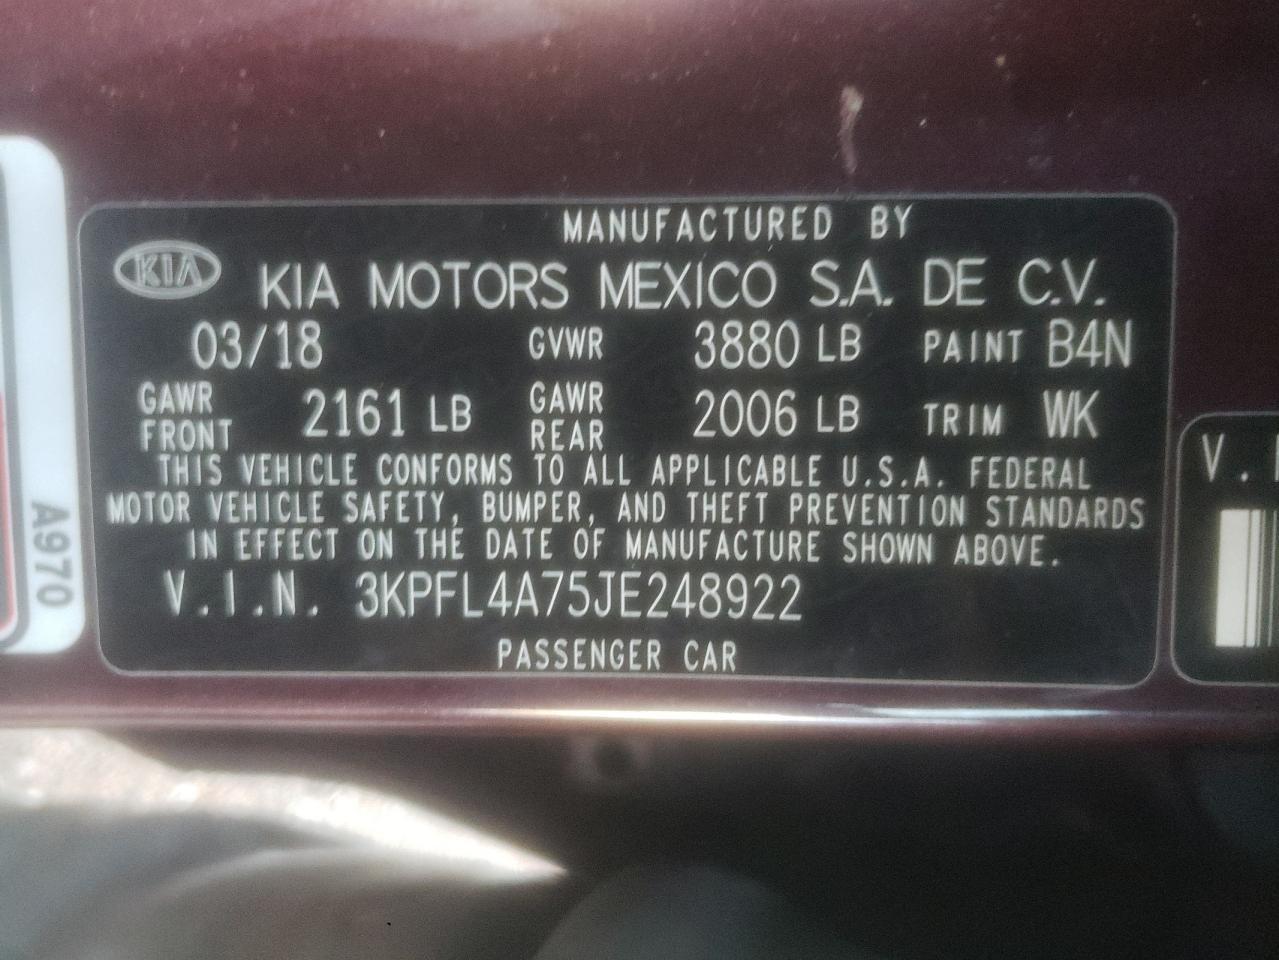 MANUFACTURED BY
KIA KIA MOTORS MEXICO S.A. DE C.V.
03/18 GVWR 3880 LB PAINT B4N
GAWR FRONT 2161 LB GAWR REAR 2006 LB TRIM WK
THIS VEHICLE CONFORMS TO ALL APPLICABLE U.S.A. FEDERAL
MOTOR VEHICLE SAFETY, BUMPER, AND THEFT PREVENTION STANDARDS
IN EFFECT ON THE DATE OF MANUFACTURE SHOWN ABOVE.
V.I.N. 3KPFL4A75JE248922
PASSENGER CAR
A970